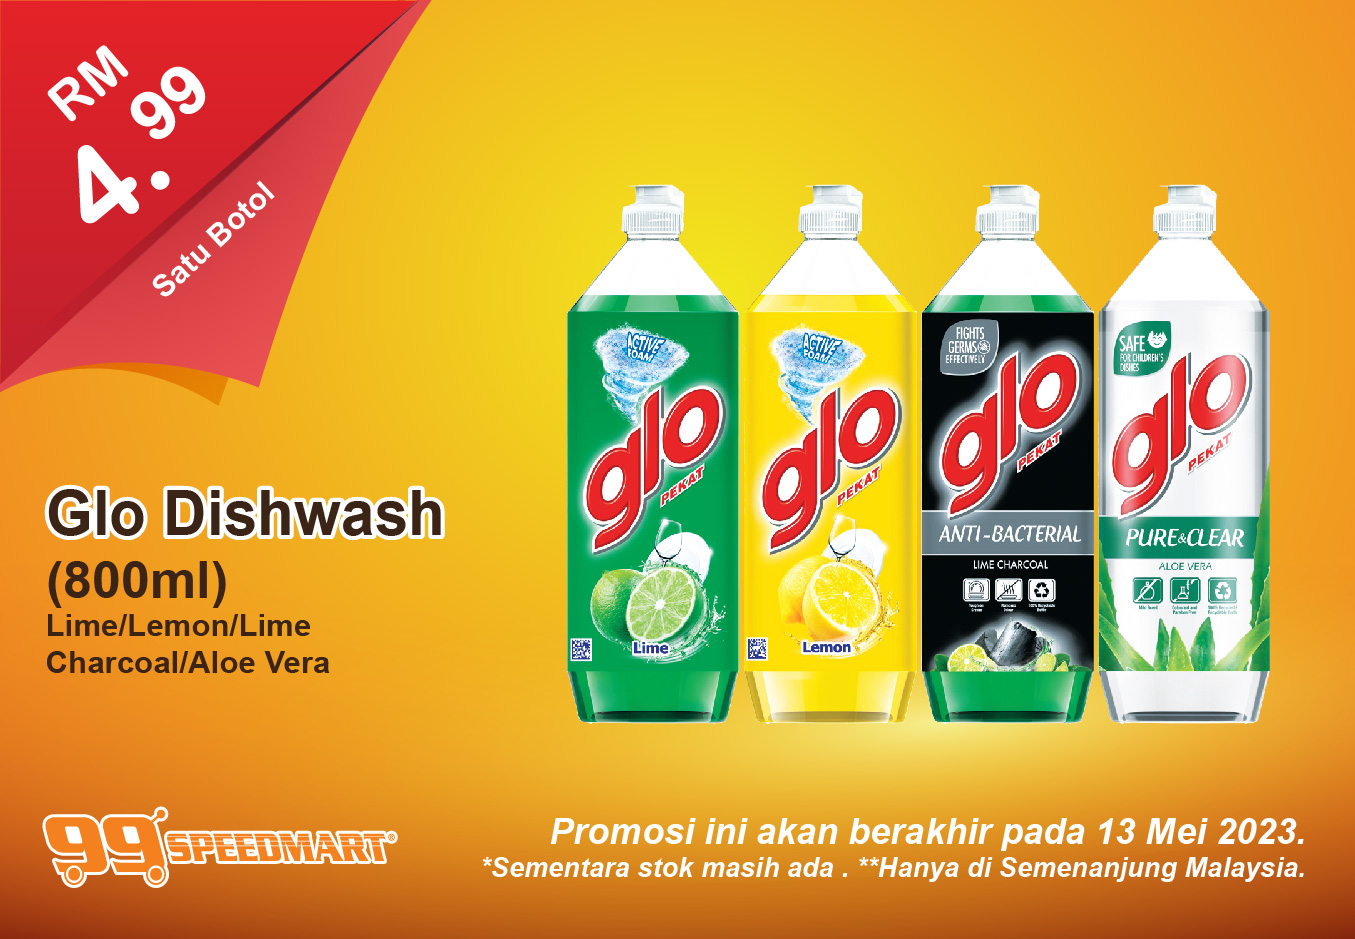 RM
4.99
Satu Botol
Glo Dishwash
(800ml)
Lime/Lemon/Lime
Charcoal/Aloe Vera
ACTIVE
FOAM
glo
PEKAT
Lime
ACTIVE
FOAM
glo
PEKAT
Lemon
FIGHTS
GERMS
EFFECTIVELY
glo
PEKAT
ANTI-BACTERIAL
LIME CHARCOAL
100% Recyclable
Bottle
SAFE
FOR CHILDREN'S
DISHES
glo
PEKAT
PURE&CLEAR
ALOE VERA
99 SPEEDMART®
Promosi ini akan berakhir pada 13 Mei 2023.
*Sementara stok masih ada . **Hanya di Semenanjung Malaysia.